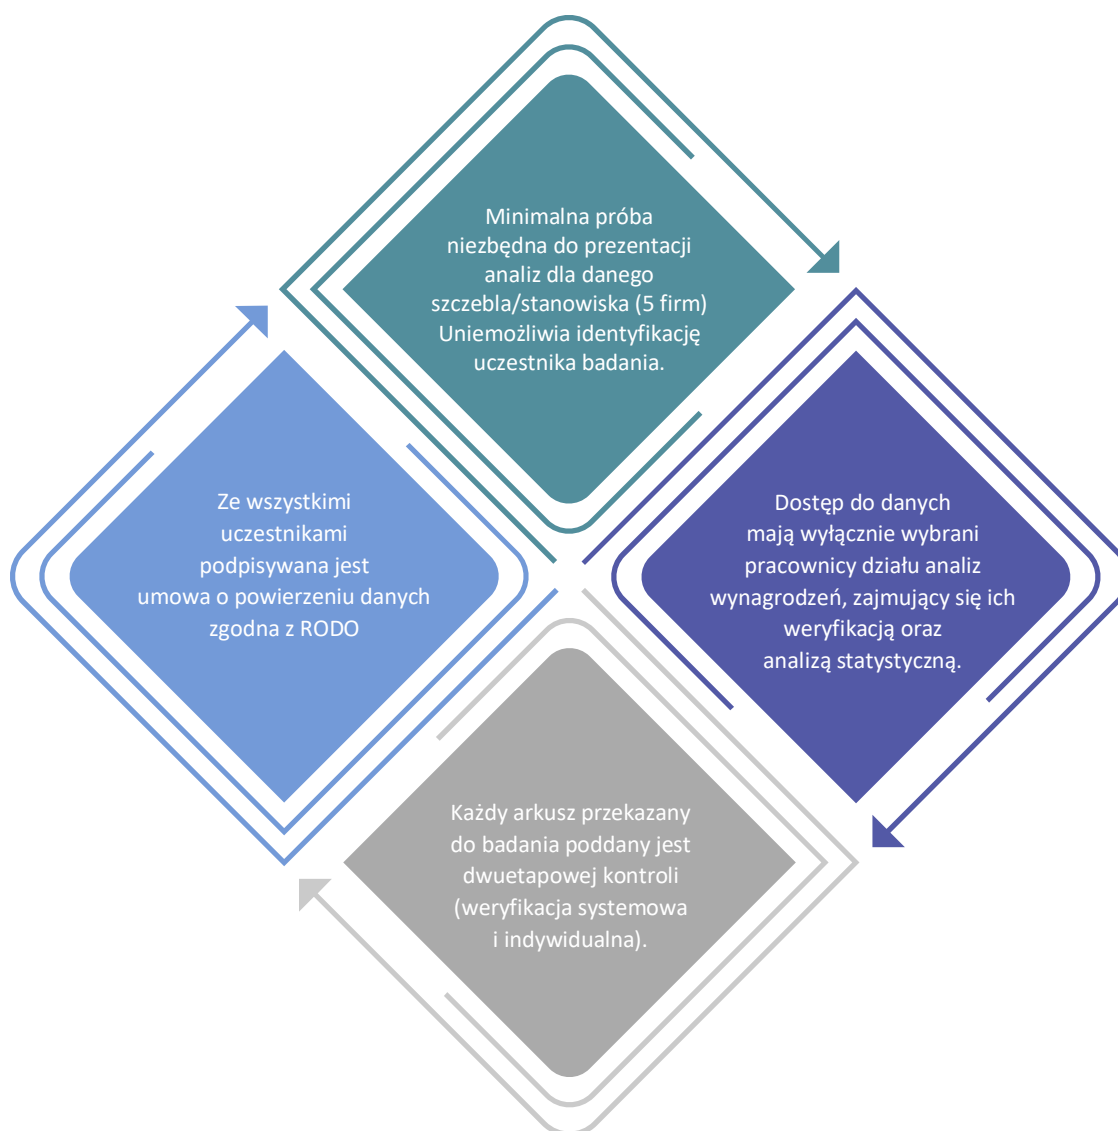 Minimalna próba
niezbędna do prezentacji
analiz dla danego
szczebla/stanowiska (5 firm)
Uniemożliwia identyfikację
uczestnika badania.
Ze wszystkimi
uczestnikami
podpisywana jest
umowa o powierzeniu danych
zgodna z RODO
Dostęp do danych
mają wyłącznie wybrani
pracownicy działu analiz
wynagrodzeń, zajmujący się ich
weryfikacją oraz
analizą statystyczną.
Każdy arkusz przekazany
do badania poddany jest
dwuetapowej kontroli
(weryfikacja systemowa
i indywidualna).